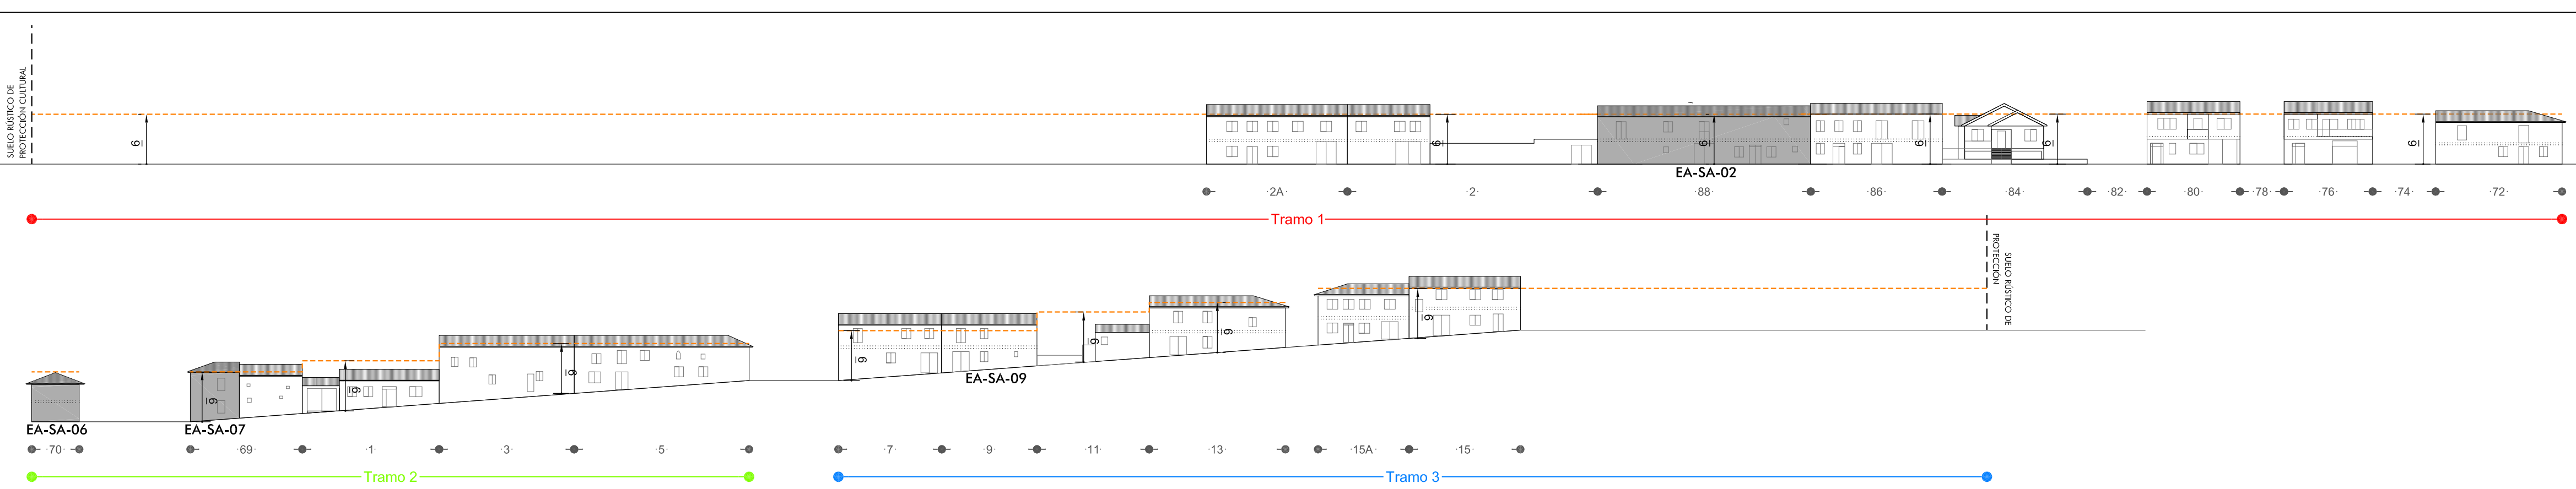 SUELO RÚSTICO DE
PROTECCIÓN CULTURAL
6
6
6
6
6
6
EA-SA-02
·2A·
·2·
·88·
·86·
·84·
·82·
·80·
·78·
·76·
·74·
·72·
Tramo 1
SUELO RÚSTICO DE
PROTECCIÓN
6
6
6
6
6
6
6
EA-SA-06
EA-SA-07
EA-SA-09
·70·
·69·
·1·
·3·
·5·
·7·
·9·
·11·
·13·
·15A·
·15·
Tramo 2
Tramo 3